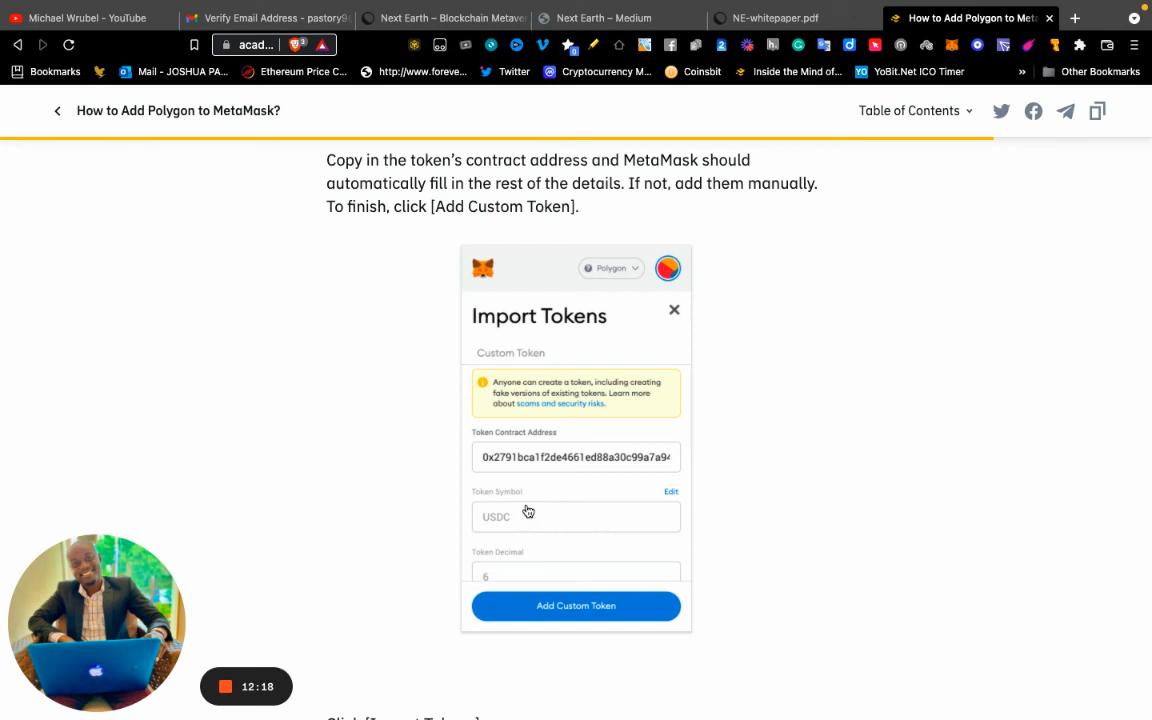 Michael Wrubel - YouTube
Verify Email Address - pastory9
Next Earth – Blockchain Metaver
Next Earth – Medium
NE-whitepaper.pdf
How to Add Polygon to Meta
acad...
3
0
2
Bookmarks
Mail - JOSHUA PA...
Ethereum Price C...
http://www.foreve...
Twitter
Cryptocurrency M...
Coinsbit
Inside the Mind of...
YoBit.Net ICO Timer
»
Other Bookmarks
How to Add Polygon to MetaMask?
Table of Contents
Copy in the token's contract address and MetaMask should
automatically fill in the rest of the details. If not, add them manually.
To finish, click [Add Custom Token].
Polygon
Import Tokens
Custom Token
Anyone can create a token, including creating
fake versions of existing tokens. Learn more
about scams and security risks.
Token Contract Address
0x2791bca1f2de4661ed88a30c99a7a94
Token Symbol
Edit
USDC
Token Decimal
6
Add Custom Token
12:18